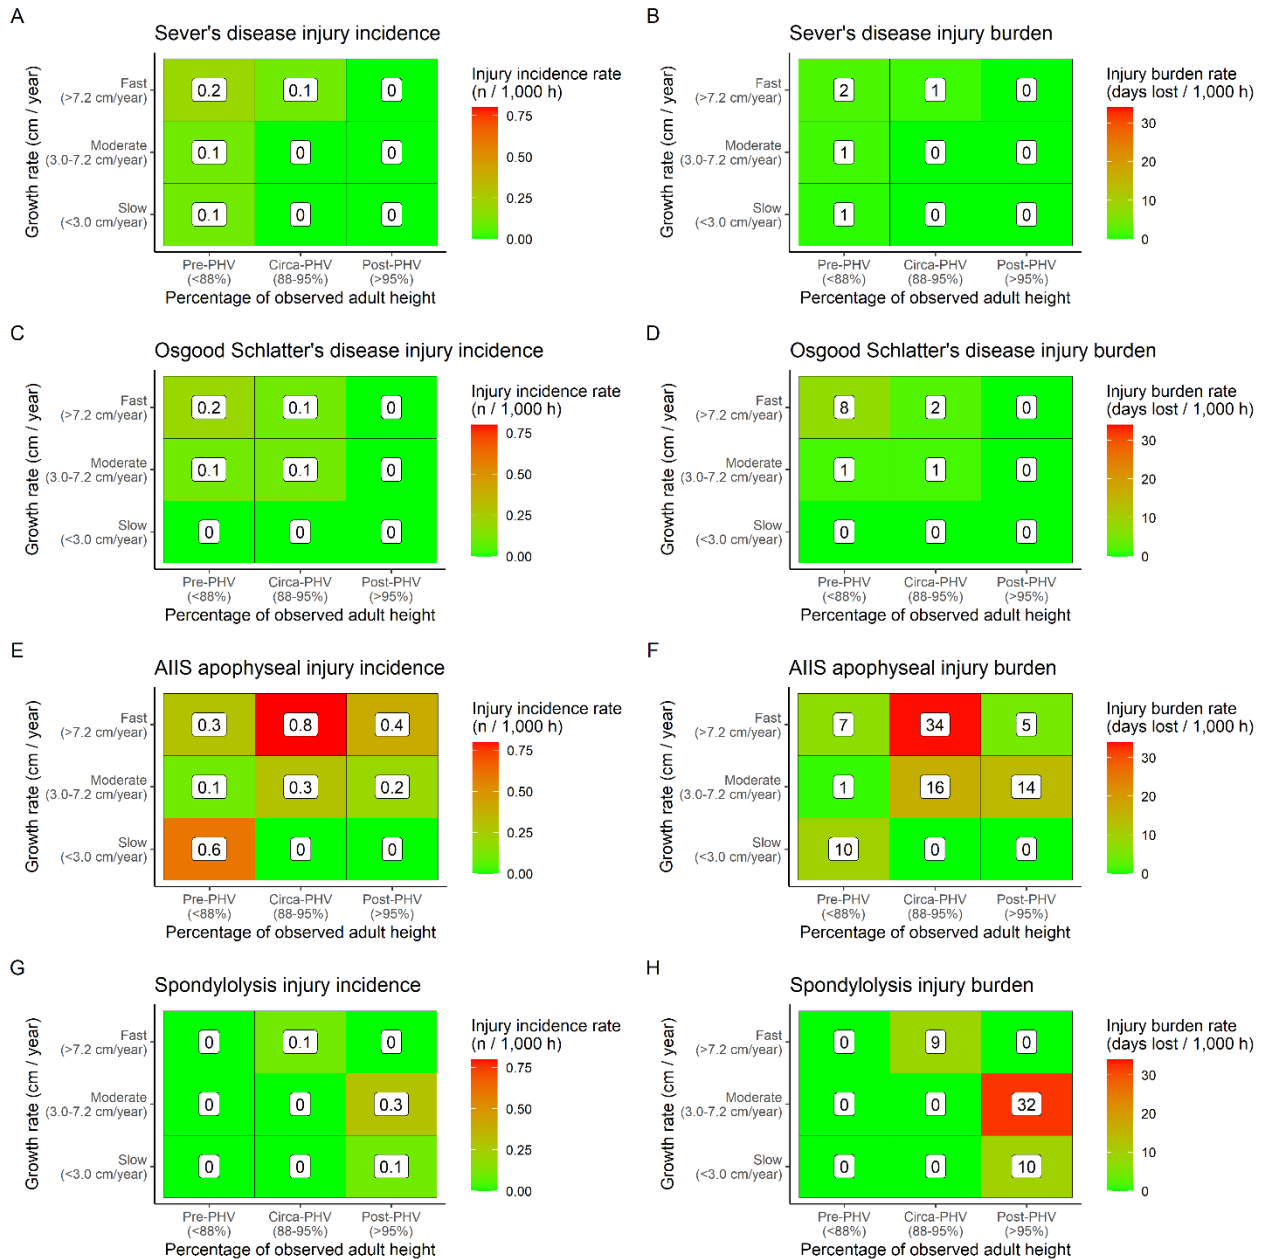 A
Sever's disease injury incidence
Growth rate (cm / year)
Fast
(>7.2 cm/year)
0.2 0.1 0
Moderate
(3.0-7.2 cm/year)
0.1 0 0
Slow
(<3.0 cm/year)
0.1 0 0
Pre-PHV
(<88%)
Circa-PHV
(88-95%)
Post-PHV
(>95%)
Percentage of observed adult height
Injury incidence rate
(n / 1,000 h)
0.75
0.50
0.25
0.00
B
Sever's disease injury burden
Growth rate (cm / year)
Fast
(>7.2 cm/year)
2 1 0
Moderate
(3.0-7.2 cm/year)
1 0 0
Slow
(<3.0 cm/year)
1 0 0
Pre-PHV
(<88%)
Circa-PHV
(88-95%)
Post-PHV
(>95%)
Percentage of observed adult height
Injury burden rate
(days lost / 1,000 h)
30
20
10
0
C
Osgood Schlatter's disease injury incidence
Growth rate (cm / year)
Fast
(>7.2 cm/year)
0.2 0.1 0
Moderate
(3.0-7.2 cm/year)
0.1 0.1 0
Slow
(<3.0 cm/year)
0 0 0
Pre-PHV
(<88%)
Circa-PHV
(88-95%)
Post-PHV
(>95%)
Percentage of observed adult height
Injury incidence rate
(n / 1,000 h)
0.75
0.50
0.25
0.00
D
Osgood Schlatter's disease injury burden
Growth rate (cm / year)
Fast
(>7.2 cm/year)
8 2 0
Moderate
(3.0-7.2 cm/year)
1 1 0
Slow
(<3.0 cm/year)
0 0 0
Pre-PHV
(<88%)
Circa-PHV
(88-95%)
Post-PHV
(>95%)
Percentage of observed adult height
Injury burden rate
(days lost / 1,000 h)
30
20
10
0
E
AIIS apophyseal injury incidence
Growth rate (cm / year)
Fast
(>7.2 cm/year)
0.3 0.8 0.4
Moderate
(3.0-7.2 cm/year)
0.1 0.3 0.2
Slow
(<3.0 cm/year)
0.6 0 0
Pre-PHV
(<88%)
Circa-PHV
(88-95%)
Post-PHV
(>95%)
Percentage of observed adult height
Injury incidence rate
(n / 1,000 h)
0.75
0.50
0.25
0.00
F
AIIS apophyseal injury burden
Growth rate (cm / year)
Fast
(>7.2 cm/year)
7 34 5
Moderate
(3.0-7.2 cm/year)
1 16 14
Slow
(<3.0 cm/year)
10 0 0
Pre-PHV
(<88%)
Circa-PHV
(88-95%)
Post-PHV
(>95%)
Percentage of observed adult height
Injury burden rate
(days lost / 1,000 h)
30
20
10
0
G
Spondylolysis injury incidence
Growth rate (cm / year)
Fast
(>7.2 cm/year)
0 0.1 0
Moderate
(3.0-7.2 cm/year)
0 0 0.3
Slow
(<3.0 cm/year)
0 0 0.1
Pre-PHV
(<88%)
Circa-PHV
(88-95%)
Post-PHV
(>95%)
Percentage of observed adult height
Injury incidence rate
(n / 1,000 h)
0.75
0.50
0.25
0.00
H
Spondylolysis injury burden
Growth rate (cm / year)
Fast
(>7.2 cm/year)
0 9 0
Moderate
(3.0-7.2 cm/year)
0 0 32
Slow
(<3.0 cm/year)
0 0 10
Pre-PHV
(<88%)
Circa-PHV
(88-95%)
Post-PHV
(>95%)
Percentage of observed adult height
Injury burden rate
(days lost / 1,000 h)
30
20
10
0